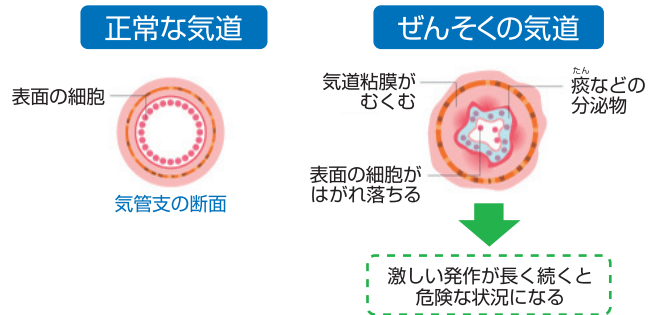 正常な気道
表面の細胞
気管支の断面
ぜんそくの気道
気道粘膜が
むくむ
たん
痰などの
分泌物
表面の細胞が
はがれ落ちる
激しい発作が長く続くと
危険な状況になる